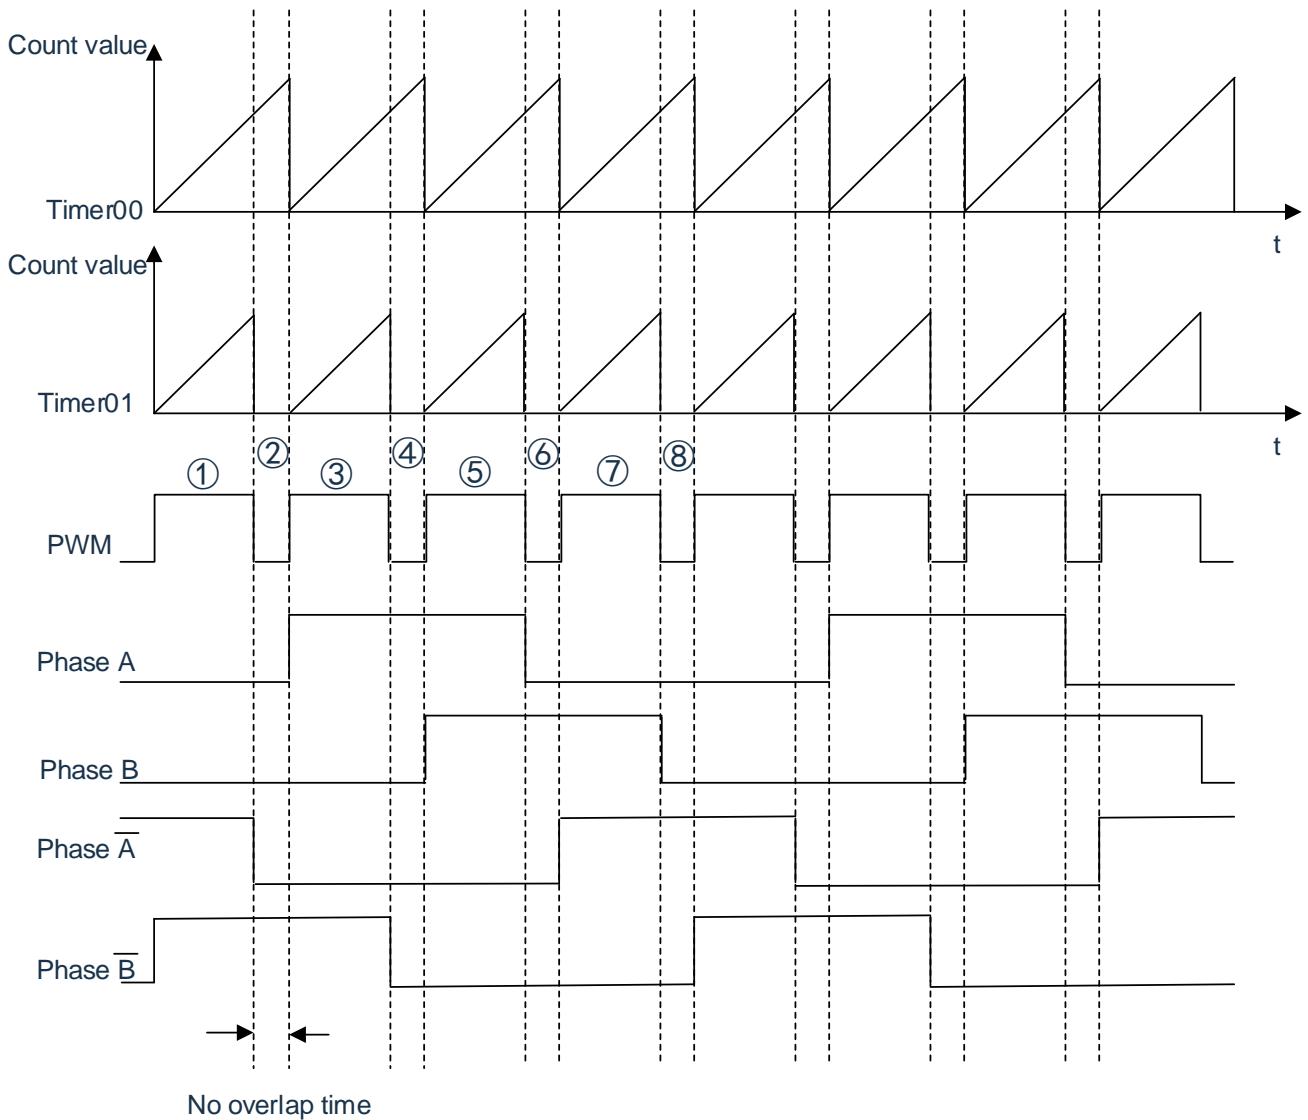 Count value
Timer00
t
Count value
Timer01
t
① ② ③ ④ ⑤ ⑥ ⑦ ⑧
PWM
Phase A
Phase B
Phase A̅
Phase B̅
No overlap time